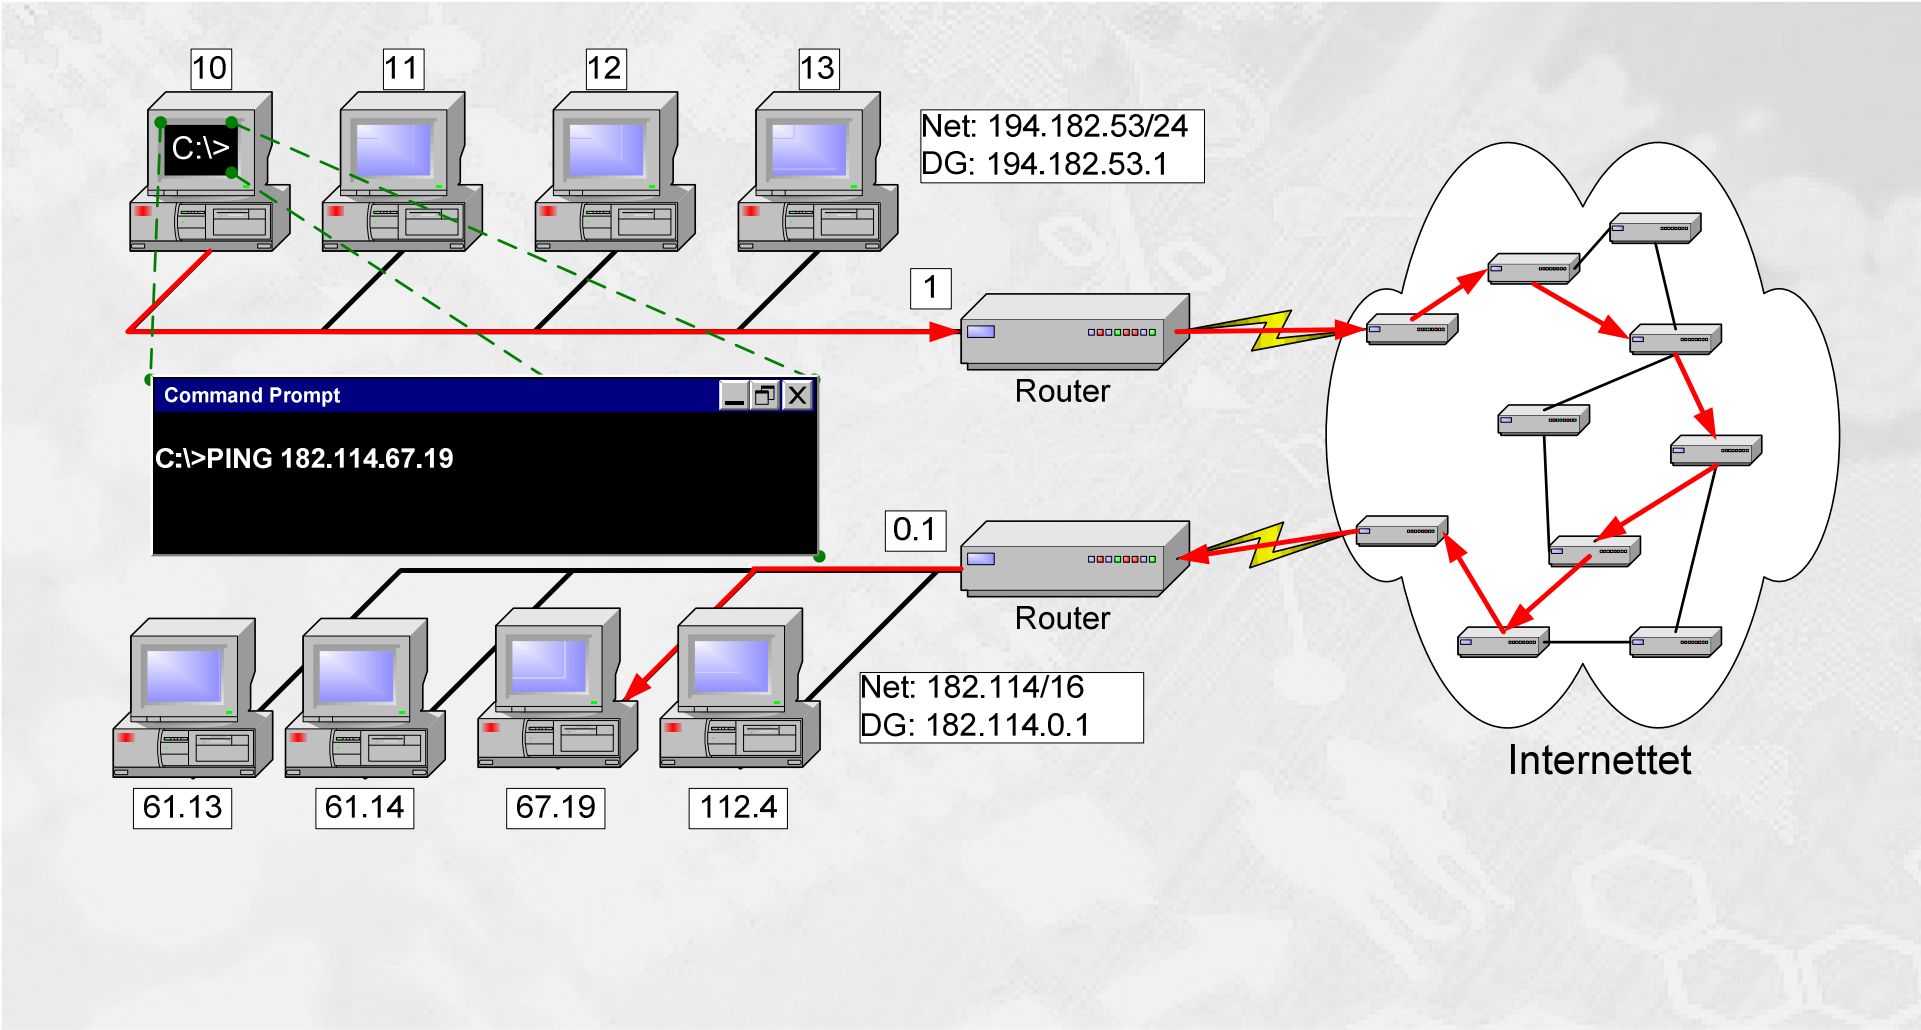 10
11
12
13
C:\>
Net: 194.182.53/24
DG: 194.182.53.1
1
Router
Command Prompt
C:\>PING 182.114.67.19
0.1
Router
Net: 182.114/16
DG: 182.114.0.1
Internettet
61.13
61.14
67.19
112.4